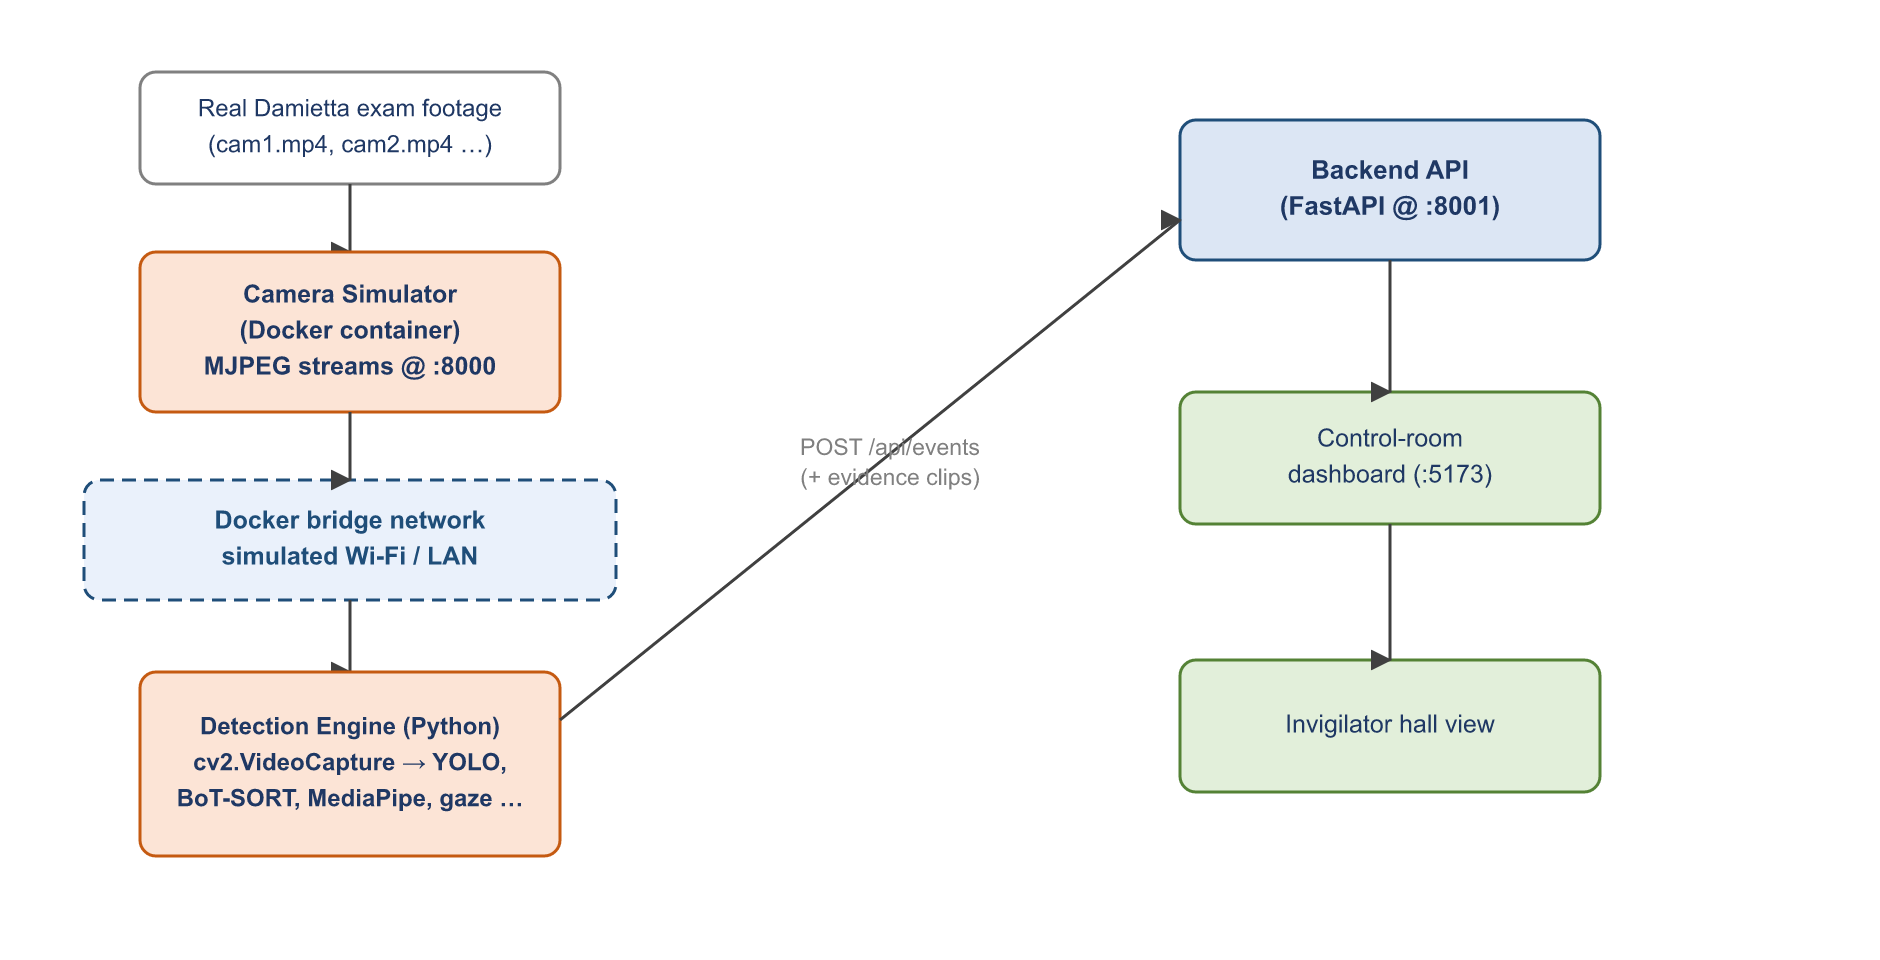 Real Damietta exam footage
(cam1.mp4, cam2.mp4 …)
Camera Simulator
(Docker container)
MJPEG streams @ :8000
Docker bridge network
simulated Wi-Fi / LAN
Detection Engine (Python)
cv2.VideoCapture → YOLO,
BoT-SORT, MediaPipe, gaze …
POST /api/events
(+ evidence clips)
Backend API
(FastAPI @ :8001)
Control-room
dashboard (:5173)
Invigilator hall view